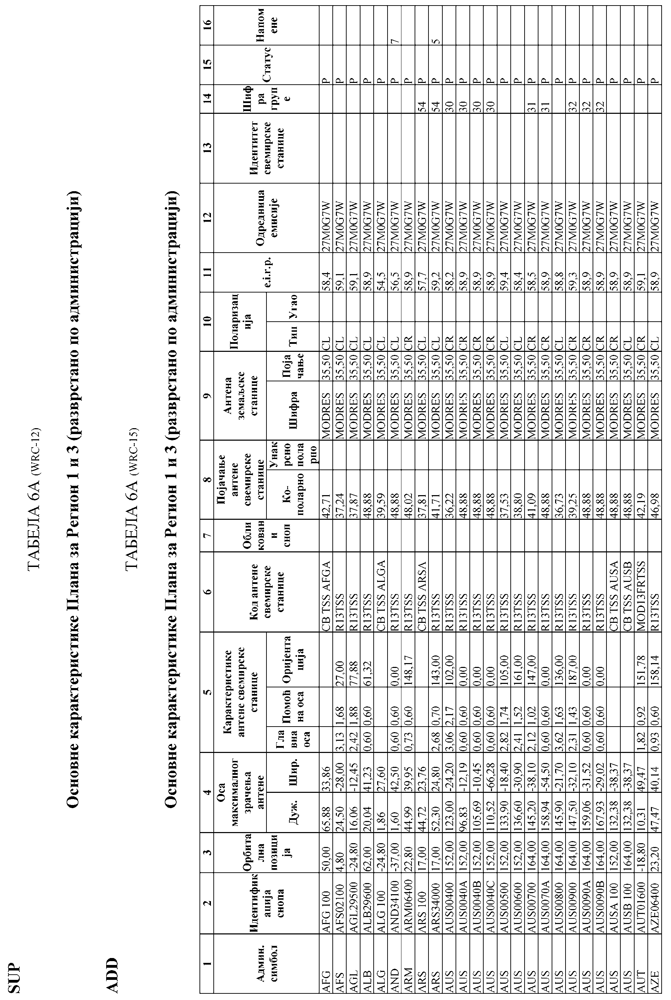 SUP
ТАБЕЛА 6А (WRC-12)
Основне карактеристике Плана за Регион 1 и 3 (разврстано по администрацији)
ADD
ТАБЕЛА 6А (WRC-15)
Основне карактеристике Плана за Регион 1 и 3 (разврстано по администрацији)
1 2 3 4 5 6 7 8 9 10 11 12 13 14 15 16
Админ. симбол Идентификација снопа Орбитална позиција Оса максималног зрачења антене Карактеристике антене свемирске станице Код антене свемирске станице Обликовани сноп Појачање антене свемирске станице Антена земаљске станице Поларизација e.i.r.p. Одредница емисије Идентитет свемирске станице Шифра групе Статус Напомене
Дуж. Шир. Главна оса Помоћна оса Оријентација Ко-поларно Унакрсно поларно Шифра Појачање Тип Угао
AFG AFG 100 50,00 65,88 33,86 CB TSS AFGA 42,71 MODRES 35,50 CL 58,4 27M0G7W P
AFS AFS02100 4,80 24,50 -28,00 3,13 1,68 27,00 R13TSS 37,24 MODRES 35,50 CL 59,1 27M0G7W P
AGL AGL29500 -24,80 16,06 -12,45 2,42 1,88 77,88 R13TSS 37,87 MODRES 35,50 CL 59,1 27M0G7W P
ALB ALB29600 62,00 20,04 41,23 0,60 0,60 61,32 R13TSS 48,88 MODRES 35,50 CL 58,9 27M0G7W P
ALG ALG 100 -24,80 1,86 27,60 CB TSS ALGA 39,59 MODRES 35,50 CL 54,5 27M0G7W P
AND AND34100 -37,00 1,60 42,50 0,60 0,60 0,00 R13TSS 48,88 MODRES 35,50 CL 56,5 27M0G7W P 7
ARM ARM06400 22,80 44,99 39,95 0,73 0,60 148,17 R13TSS 48,02 MODRES 35,50 CR 58,9 27M0G7W P
ARS ARS 100 17,00 44,72 23,76 CB TSS ARSA 37,81 MODRES 35,50 CL 57,7 27M0G7W 54 P
ARS ARS34000 17,00 52,30 24,80 2,68 0,70 143,00 R13TSS 41,71 MODRES 35,50 CL 59,2 27M0G7W 54 P 5
AUS AUS00400 152,00 123,00 -24,20 3,06 2,17 102,00 R13TSS 36,22 MODRES 35,50 CR 58,2 27M0G7W 30 P
AUS AUS0040A 152,00 96,83 -12,19 0,60 0,60 0,00 R13TSS 48,88 MODRES 35,50 CR 58,9 27M0G7W 30 P
AUS AUS0040B 152,00 105,69 -10,45 0,60 0,60 0,00 R13TSS 48,88 MODRES 35,50 CR 58,9 27M0G7W 30 P
AUS AUS0040C 152,00 110,52 -66,28 0,60 0,60 0,00 R13TSS 48,88 MODRES 35,50 CR 58,9 27M0G7W 30 P
AUS AUS00500 152,00 133,90 -18,40 2,82 1,74 105,00 R13TSS 37,53 MODRES 35,50 CL 59,4 27M0G7W P
AUS AUS00600 152,00 136,60 -30,90 2,41 1,52 161,00 R13TSS 38,80 MODRES 35,50 CL 58,4 27M0G7W P
AUS AUS00700 164,00 145,20 -38,10 2,12 1,02 147,00 R13TSS 41,09 MODRES 35,50 CR 58,5 27M0G7W 31 P
AUS AUS0070A 164,00 158,94 -54,50 0,60 0,60 0,00 R13TSS 48,88 MODRES 35,50 CR 58,9 27M0G7W 31 P
AUS AUS00800 164,00 145,90 -21,70 3,62 1,63 136,00 R13TSS 36,73 MODRES 35,50 CL 58,8 27M0G7W P
AUS AUS00900 164,00 147,50 -32,10 2,31 1,43 187,00 R13TSS 39,25 MODRES 35,50 CR 59,3 27M0G7W 32 P
AUS AUS0090A 164,00 159,06 -31,52 0,60 0,60 0,00 R13TSS 48,88 MODRES 35,50 CR 58,9 27M0G7W 32 P
AUS AUS0090B 164,00 167,93 -29,02 0,60 0,60 0,00 R13TSS 48,88 MODRES 35,50 CR 58,9 27M0G7W 32 P
AUS AUSA 100 152,00 132,38 -38,37 CB TSS AUSA 48,88 MODRES 35,50 CR 58,9 27M0G7W P
AUS AUSB 100 164,00 132,38 -38,37 CB TSS AUSB 48,88 MODRES 35,50 CL 58,9 27M0G7W P
AUT AUT01600 -18,80 10,31 49,47 1,82 0,92 151,78 MOD13FRTSS 42,19 MODRES 35,50 CR 59,1 27M0G7W P
AZE AZE06400 23,20 47,47 40,14 0,93 0,60 158,14 R13TSS 46,98 MODRES 35,50 CL 58,9 27M0G7W P